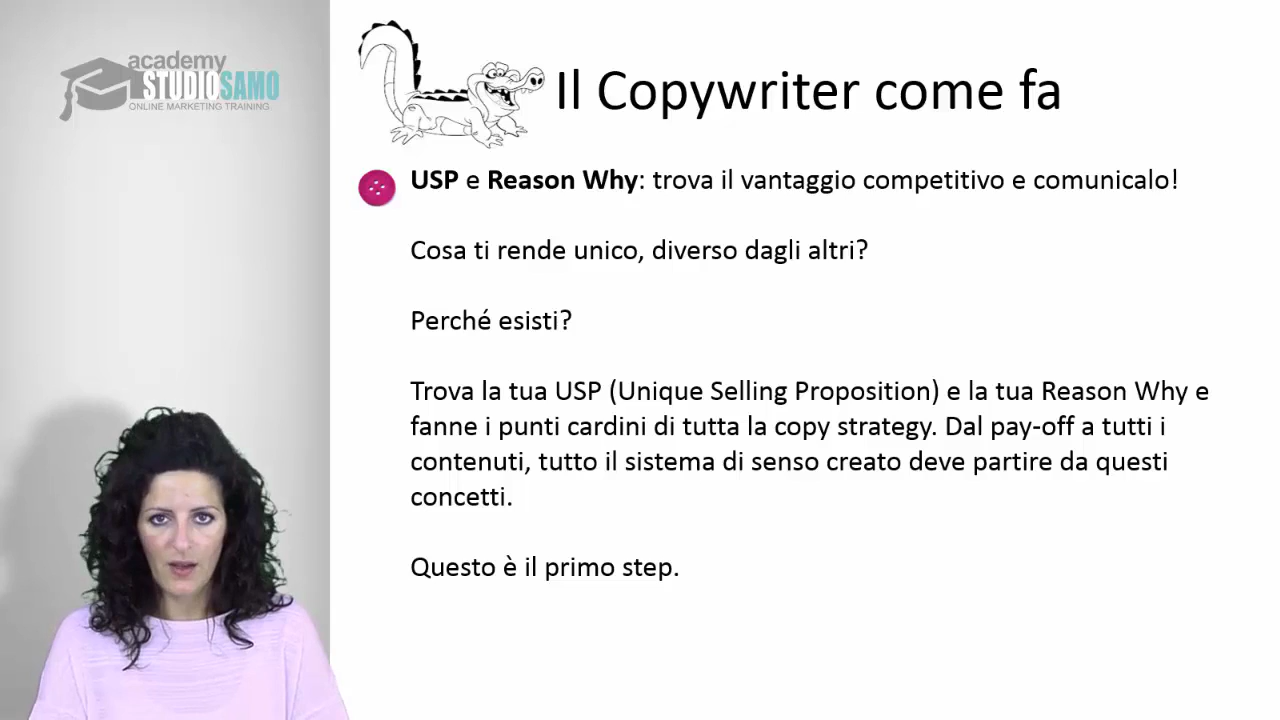 academy
STUDIOSAMO
ONLINE MARKETING TRAINING
Il Copywriter come fa
USP e Reason Why: trova il vantaggio competitivo e comunicalo!
Cosa ti rende unico, diverso dagli altri?
Perché esisti?
Trova la tua USP (Unique Selling Proposition) e la tua Reason Why e
fanne i punti cardini di tutta la copy strategy. Dal pay-off a tutti i
contenuti, tutto il sistema di senso creato deve partire da questi
concetti.
Questo è il primo step.